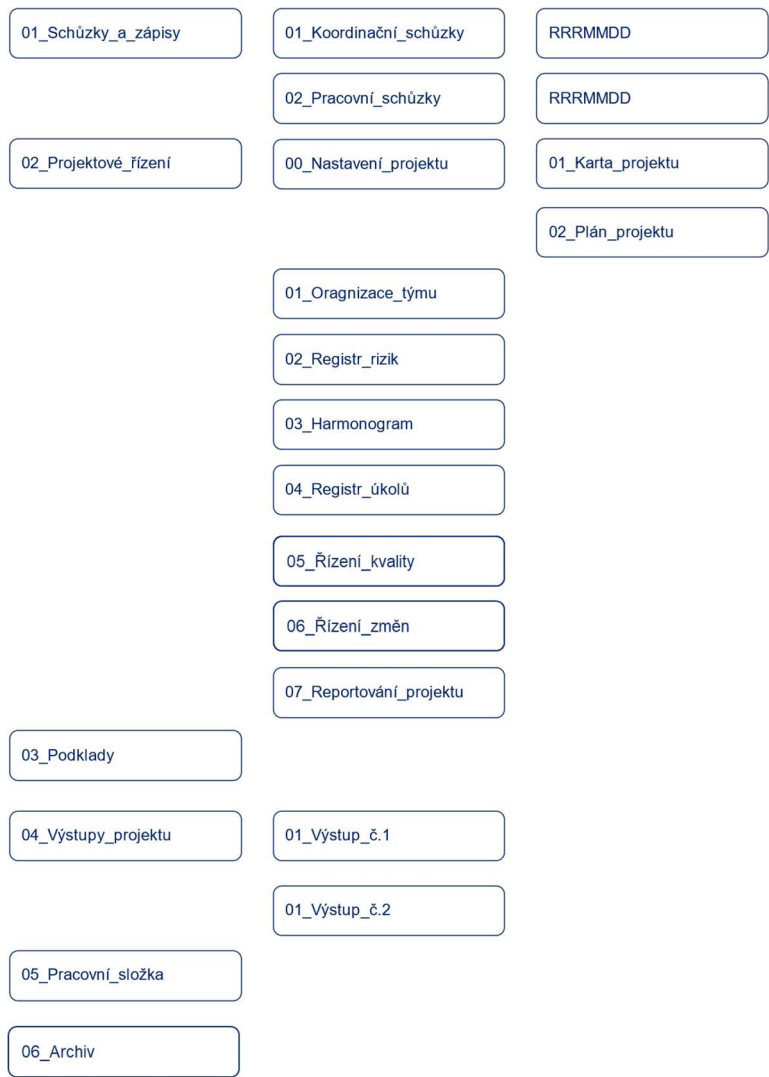 01_Schůzky_a_zápisy
01_Koordinační_schůzky
RRRMMDD
02_Pracovní_schůzky
RRRMMDD
02_Projektové_řízení
00_Nastavení_projektu
01_Karta_projektu
02_Plán_projektu
01_Oragnizace_týmu
02_Registr_rizik
03_Harmonogram
04_Registr_úkolů
05_Řízení_kvality
06_Řízení_změn
07_Reportování_projektu
03_Podklady
04_Výstupy_projektu
01_Výstup_č.1
01_Výstup_č.2
05_Pracovní_složka
06_Archiv